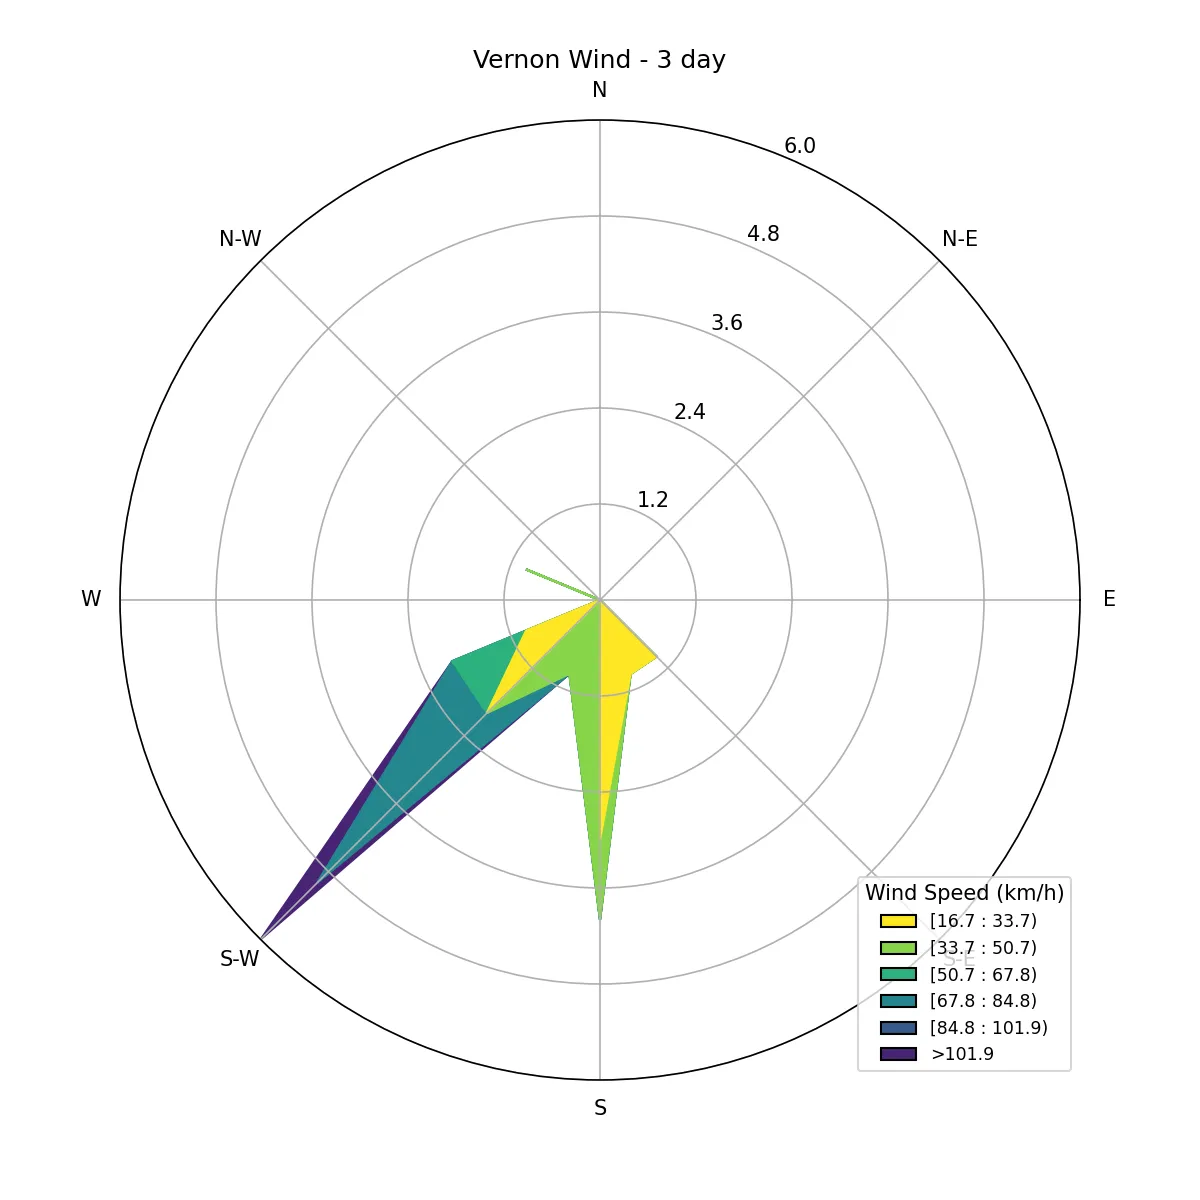 Vernon Wind - 3 day
N
6.0
N-W
4.8
N-E
3.6
2.4
1.2
W
E
S-W
S-E
Wind Speed (km/h)
[16.7 : 33.7)
[33.7 : 50.7)
[50.7 : 67.8)
[67.8 : 84.8)
[84.8 : 101.9)
>101.9
S